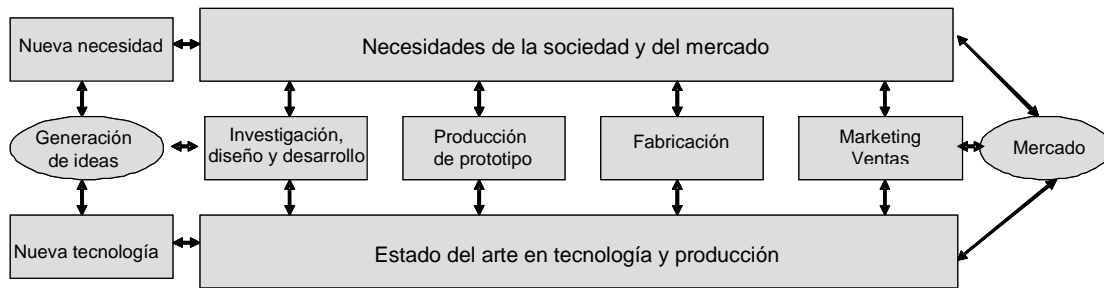 Nueva necesidad
Necesidades de la sociedad y del mercado
Generación
de ideas
Investigación,
diseño y desarrollo
Producción
de prototipo
Fabricación
Marketing
Ventas
Mercado
Nueva tecnología
Estado del arte en tecnología y producción